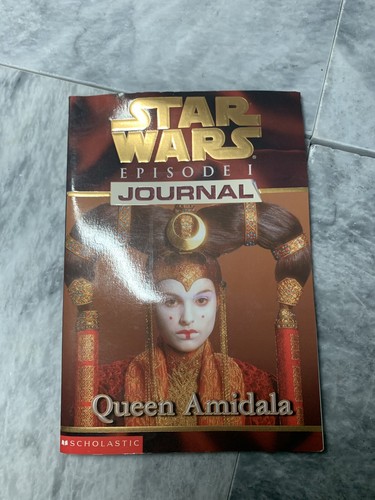 STAR
WARS
EPISODE I
JOURNAL
Queen Amidala
SCHOLASTIC